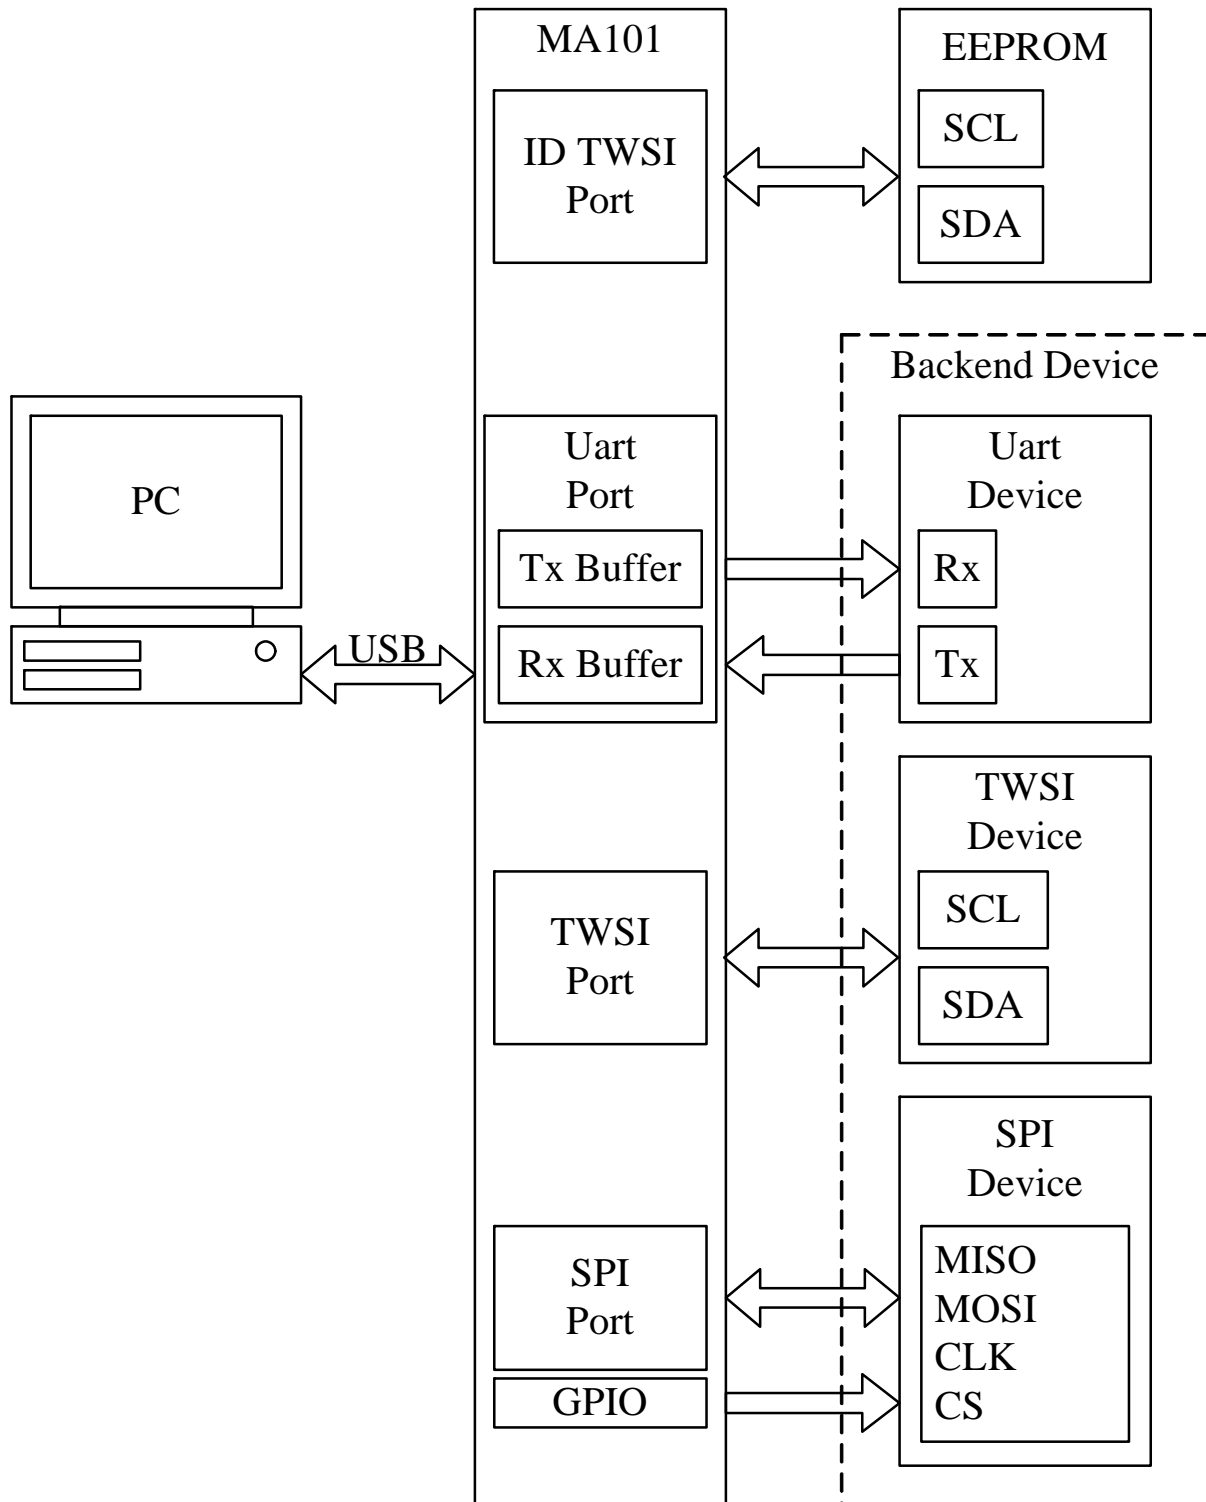 MA101
ID TWSI
Port
EEPROM
SCL
SDA
Backend Device
PC
USB
Uart
Port
Tx Buffer
Rx Buffer
Uart
Device
Rx
Tx
TWSI
Port
TWSI
Device
SCL
SDA
SPI
Port
GPIO
SPI
Device
MISO
MOSI
CLK
CS